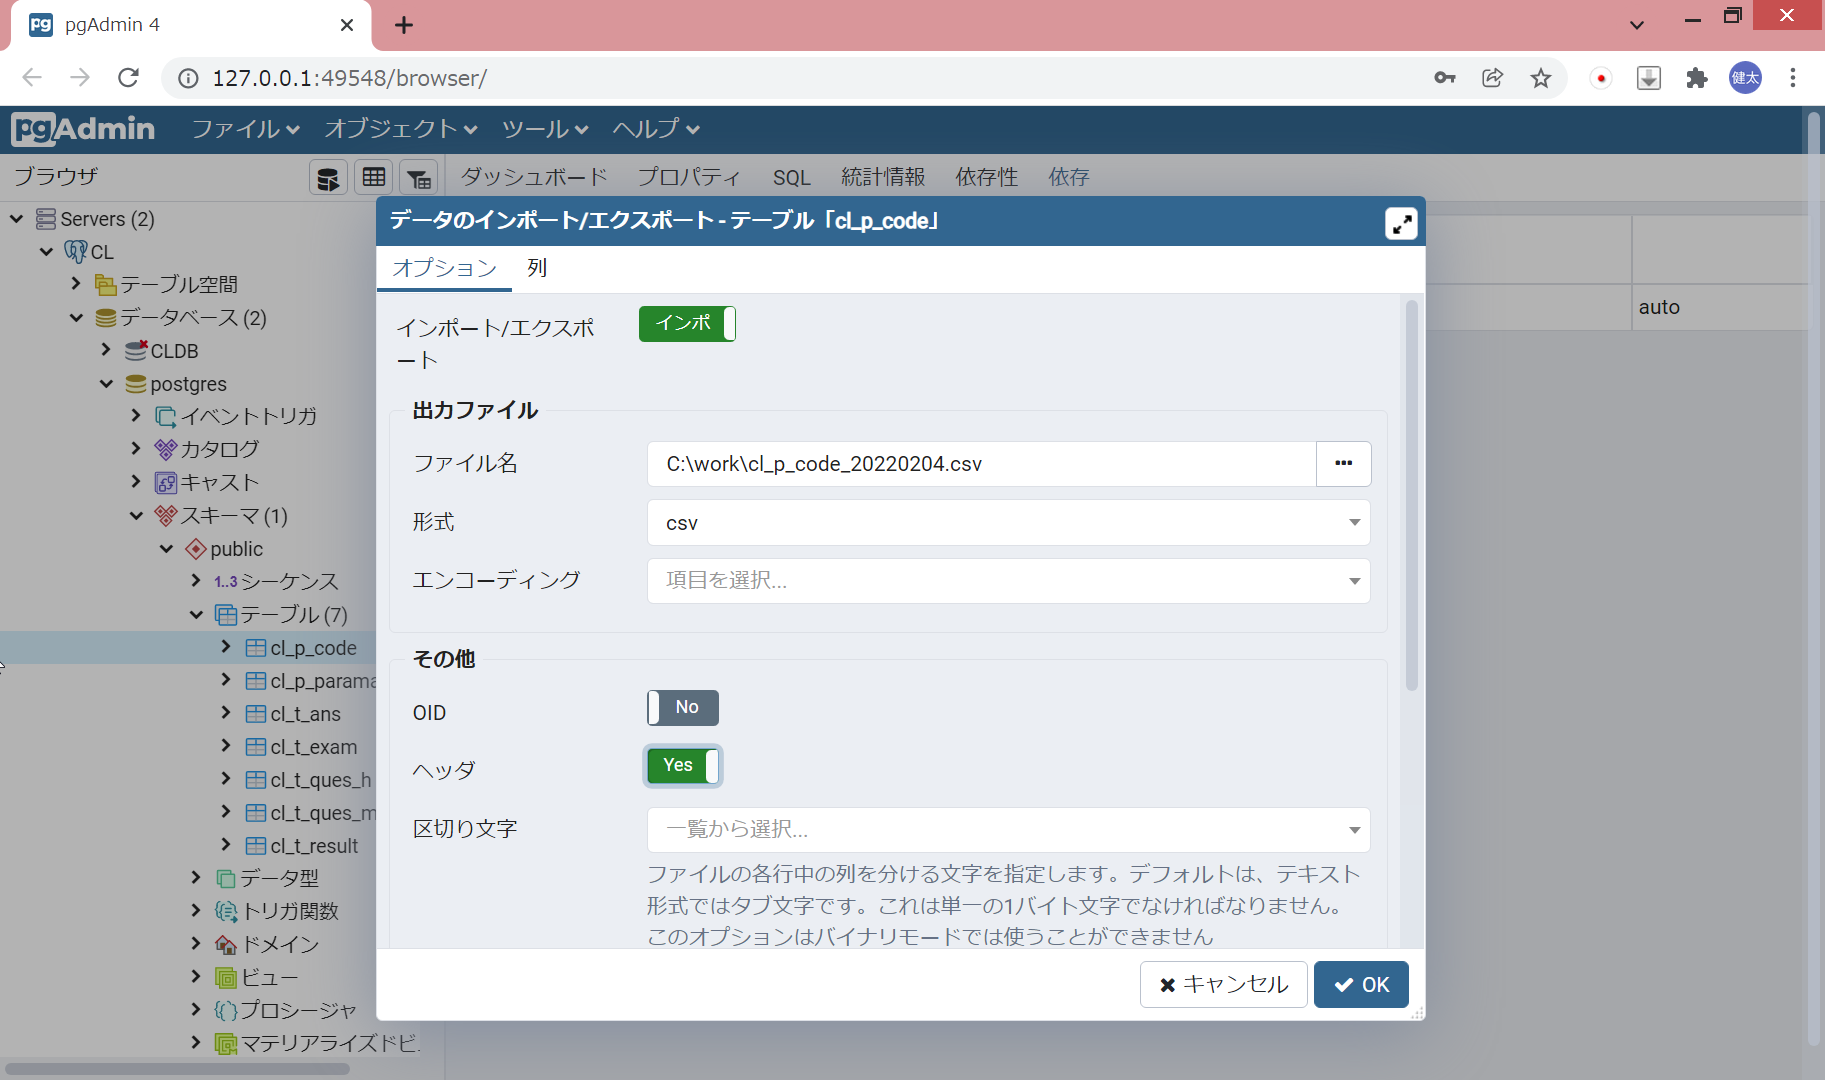 pgAdmin 4
127.0.0.1:49548/browser/
健太
pgAdmin
ファイル
オブジェクト
ツール
ヘルプ
ブラウザ
ダッシュボード
プロパティ
SQL
統計情報
依存性
依存
Servers (2)
CL
テーブル空間
データベース (2)
CLDB
postgres
イベントトリガ
カタログ
キャスト
スキーマ (1)
public
1..3 シーケンス
テーブル (7)
cl_p_code
cl_p_parama
cl_t_ans
cl_t_exam
cl_t_ques_h
cl_t_ques_m
cl_t_result
データ型
トリガ関数
ドメイン
ビュー
プロシージャ
マテリアライズドビ
auto
データのインポート/エクスポート - テーブル「cl_p_code」
オプション
列
インポート/エクスポ
ート
インポ
出力ファイル
ファイル名
C:\work\cl_p_code_20220204.csv
形式
csv
エンコーディング
項目を選択...
その他
OID
No
ヘッダ
Yes
区切り文字
一覧から選択...
ファイルの各行中の列を分ける文字を指定します。デフォルトは、テキスト
形式ではタブ文字です。これは単一の1バイト文字でなければなりません。
このオプションはバイナリモードでは使うことができません
キャンセル
OK